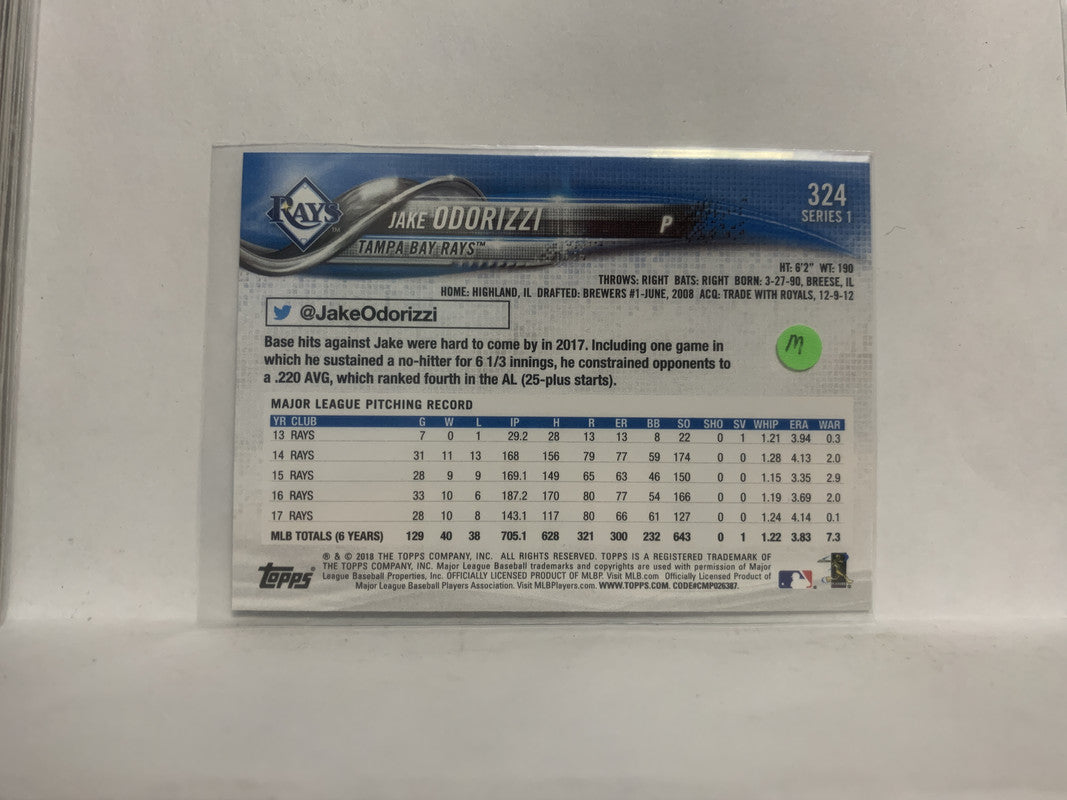 RAYS™
JAKE ODORIZZI P
TAMPA BAY RAYS™
324
SERIES 1
HT: 6'2" WT: 190
THROWS: RIGHT BATS: RIGHT BORN: 3-27-90, BREESE, IL
HOME: HIGHLAND, IL DRAFTED: BREWERS #1-JUNE, 2008 ACQ: TRADE WITH ROYALS, 12-9-12
@JakeOdorizzi
Base hits against Jake were hard to come by in 2017. Including one game in
which he sustained a no-hitter for 6 1/3 innings, he constrained opponents to
a .220 AVG, which ranked fourth in the AL (25-plus starts).
M
MAJOR LEAGUE PITCHING RECORD
YR CLUB G W L IP H R ER BB SO SHO SV WHIP ERA WAR
13 RAYS 7 0 1 29.2 28 13 13 8 22 0 1 1.21 3.94 0.3
14 RAYS 31 11 13 168 156 79 77 59 174 0 0 1.28 4.13 2.0
15 RAYS 28 9 9 169.1 149 65 63 46 150 0 0 1.15 3.35 2.9
16 RAYS 33 10 6 187.2 170 80 77 54 166 0 0 1.19 3.69 2.0
17 RAYS 28 10 8 143.1 117 80 66 61 127 0 0 1.24 4.14 0.1
MLB TOTALS (6 YEARS) 129 40 38 705.1 628 321 300 232 643 0 1 1.22 3.83 7.3
Topps®
® & © 2018 THE TOPPS COMPANY, INC. ALL RIGHTS RESERVED. TOPPS IS A REGISTERED TRADEMARK OF
THE TOPPS COMPANY, INC. Major League Baseball trademarks and copyrights are used with permission of Major
League Baseball Properties, Inc. OFFICIALLY LICENSED PRODUCT OF MLBP. Visit MLB.com Officially Licensed Product of
Major League Baseball Players Association. Visit MLBPlayers.com. WWW.TOPPS.COM. CODE#CMP026387.